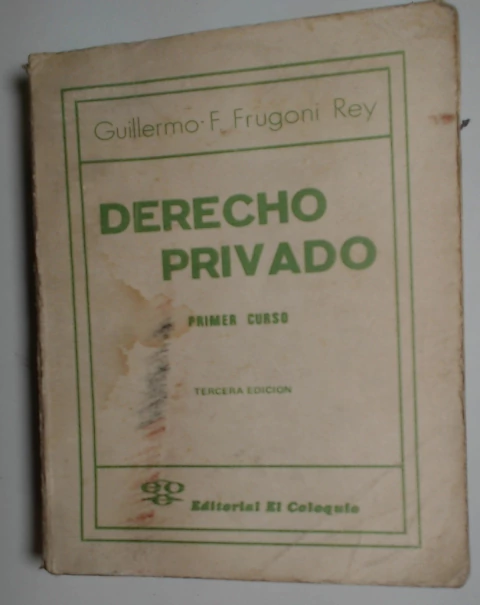 Guillermo·F. Frugoni Rey
DERECHO
PRIVADO
PRIMER CURSO
TERCERA EDICION
Editorial El Coloquio